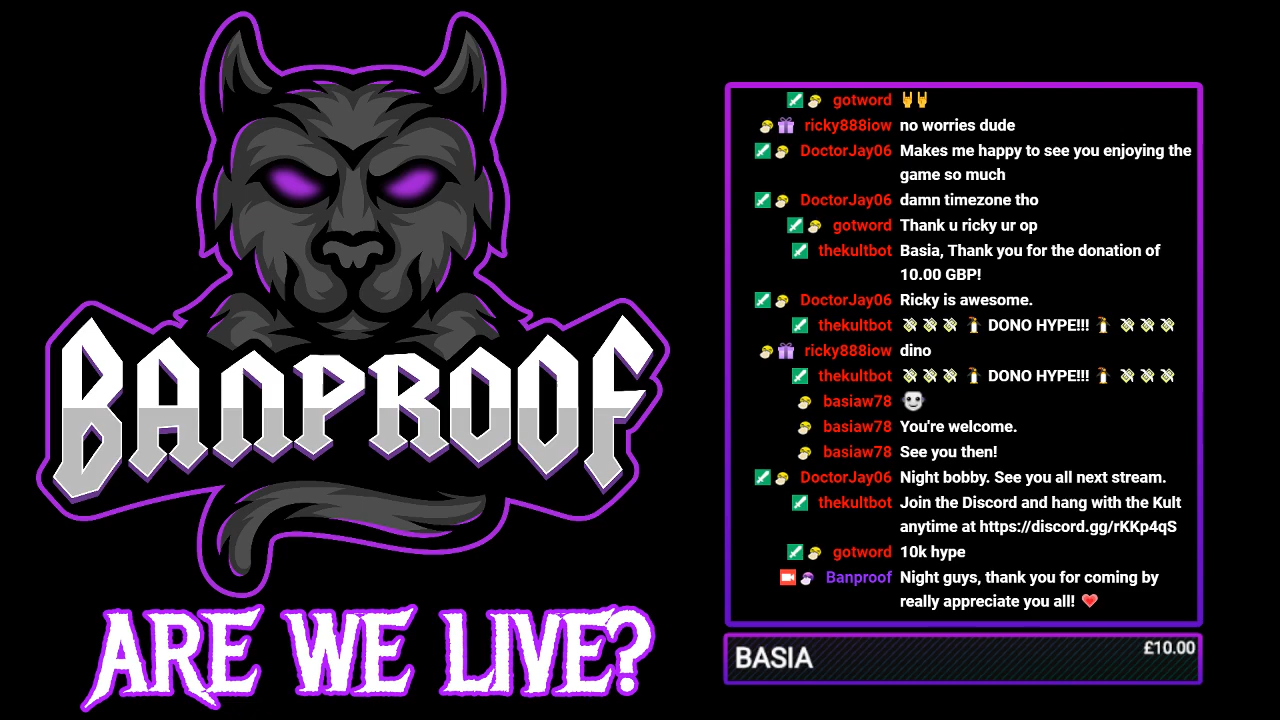 BANPROOF
ARE WE LIVE?
gotword 🤘🤘
ricky888iow no worries dude
DoctorJay06 Makes me happy to see you enjoying the
game so much
DoctorJay06 damn timezone tho
gotword Thank u ricky ur op
thekultbot Basia, Thank you for the donation of
10.00 GBP!
DoctorJay06 Ricky is awesome.
thekultbot 💸 💸 💸 🐧 DONO HYPE!!! 🐧 💸 💸 💸
ricky888iow dino
thekultbot 💸 💸 💸 🐧 DONO HYPE!!! 🐧 💸 💸 💸
basiaw78
basiaw78 You're welcome.
basiaw78 See you then!
DoctorJay06 Night bobby. See you all next stream.
thekultbot Join the Discord and hang with the Kult
anytime at https://discord.gg/rKKp4qS
gotword 10k hype
Banproof Night guys, thank you for coming by
really appreciate you all! ❤️
BASIA £10.00